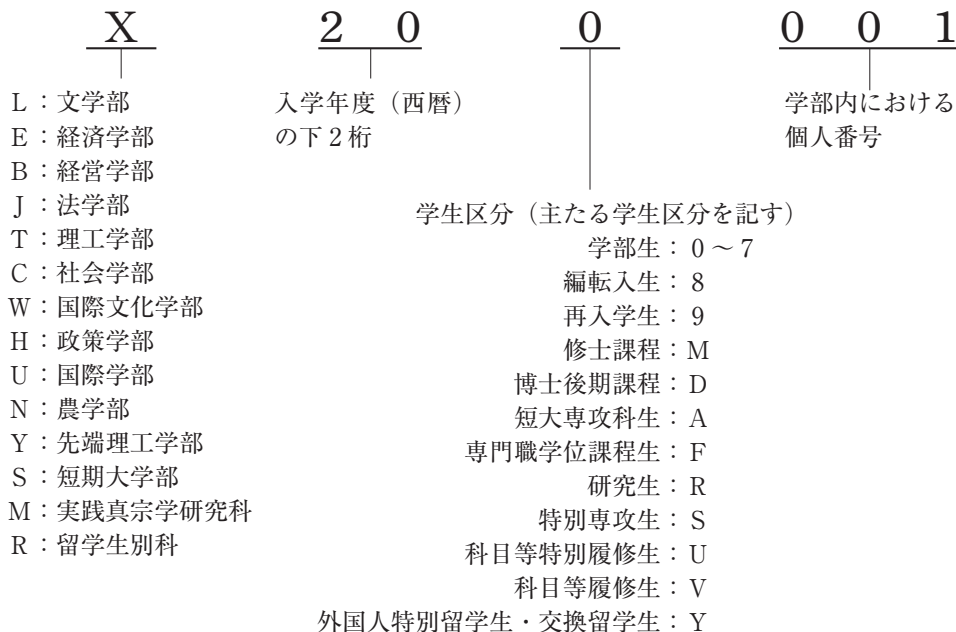 X 2 0 0 0 0 1
L：文学部
E：経済学部
B：経営学部
J：法学部
T：理工学部
C：社会学部
W：国際文化学部
H：政策学部
U：国際学部
N：農学部
Y：先端理工学部
S：短期大学部
M：実践真宗学研究科
R：留学生別科
入学年度（西暦）
の下２桁
学生区分（主たる学生区分を記す）
学部生：０～７
編転入生：８
再入学生：９
修士課程：M
博士後期課程：D
短大専攻科生：A
専門職学位課程生：F
研究生：R
特別専攻生：S
科目等特別履修生：U
科目等履修生：V
外国人特別留学生・交換留学生：Y
学部内における
個人番号